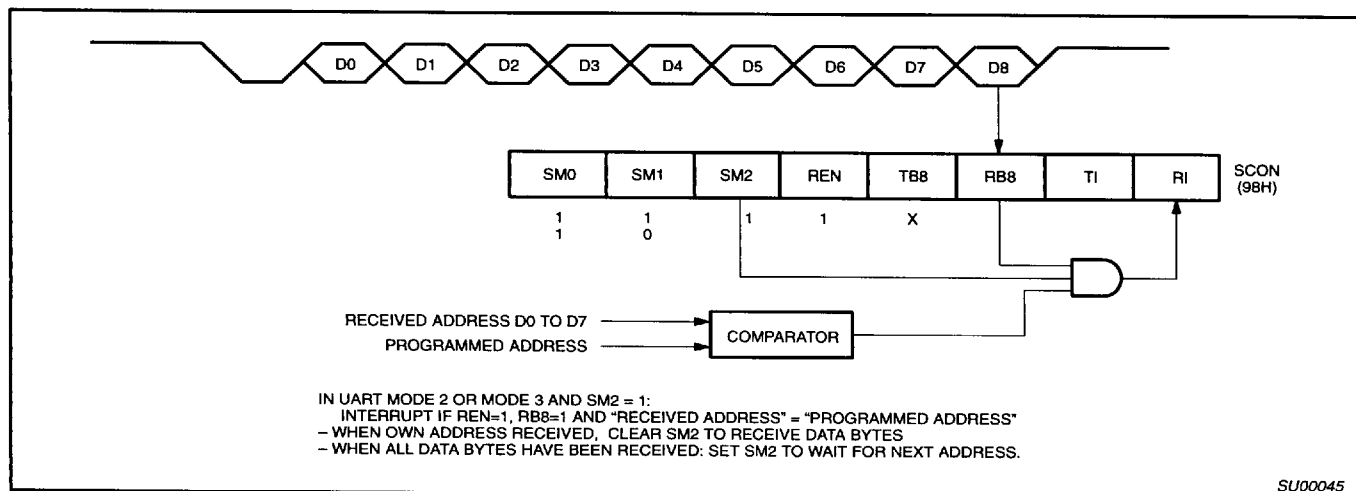 D0 D1 D2 D3 D4 D5 D6 D7 D8
SM0 SM1 SM2 REN TB8 RB8 TI RI
SCON
(98H)
1 1 1 1 X
1 0
RECEIVED ADDRESS D0 TO D7
PROGRAMMED ADDRESS
COMPARATOR
IN UART MODE 2 OR MODE 3 AND SM2 = 1:
INTERRUPT IF REN=1, RB8=1 AND “RECEIVED ADDRESS” = “PROGRAMMED ADDRESS”
– WHEN OWN ADDRESS RECEIVED, CLEAR SM2 TO RECEIVE DATA BYTES
– WHEN ALL DATA BYTES HAVE BEEN RECEIVED: SET SM2 TO WAIT FOR NEXT ADDRESS.
SU00045